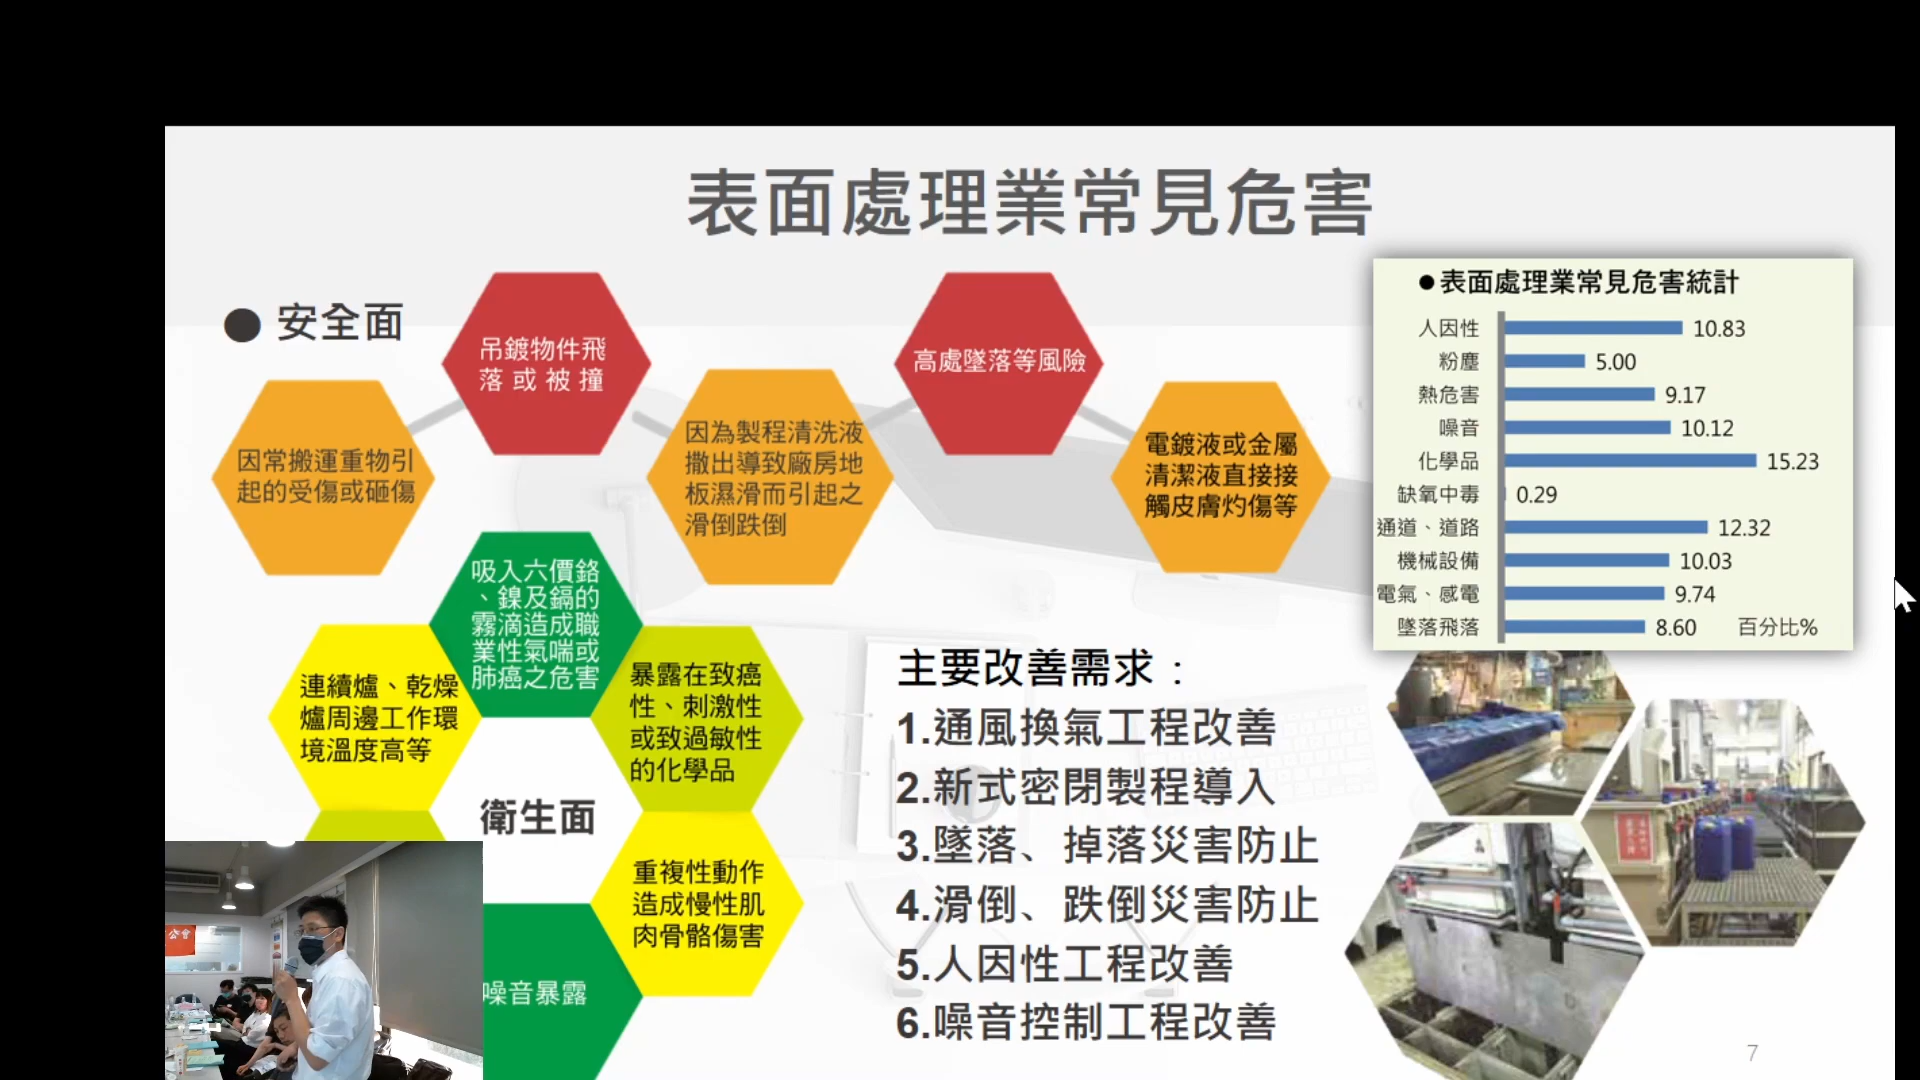 表面處理業常見危害
● 安全面
吊鍍物件飛
落或被撞
高處墜落等風險
因常搬運重物引
起的受傷或砸傷
因為製程清洗液
撒出導致廠房地
板濕滑而引起之
滑倒跌倒
電鍍液或金屬
清潔液直接接
觸皮膚灼傷等
吸入六價鉻
、鎳及鎘的
霧滴造成職
業性氣喘或
肺癌之危害
連續爐、乾燥
爐周邊工作環
境溫度高等
暴露在致癌
性、刺激性
或致過敏性
的化學品
衛生面
重複性動作
造成慢性肌
肉骨骼傷害
噪音暴露
主要改善需求：
1.通風換氣工程改善
2.新式密閉製程導入
3.墜落、掉落災害防止
4.滑倒、跌倒災害防止
5.人因性工程改善
6.噪音控制工程改善
●表面處理業常見危害統計
人因性 10.83
粉塵 5.00
熱危害 9.17
噪音 10.12
化學品 15.23
缺氧中毒 0.29
通道、道路 12.32
機械設備 10.03
電氣、感電 9.74
墜落飛落 8.60 百分比%
公會
7